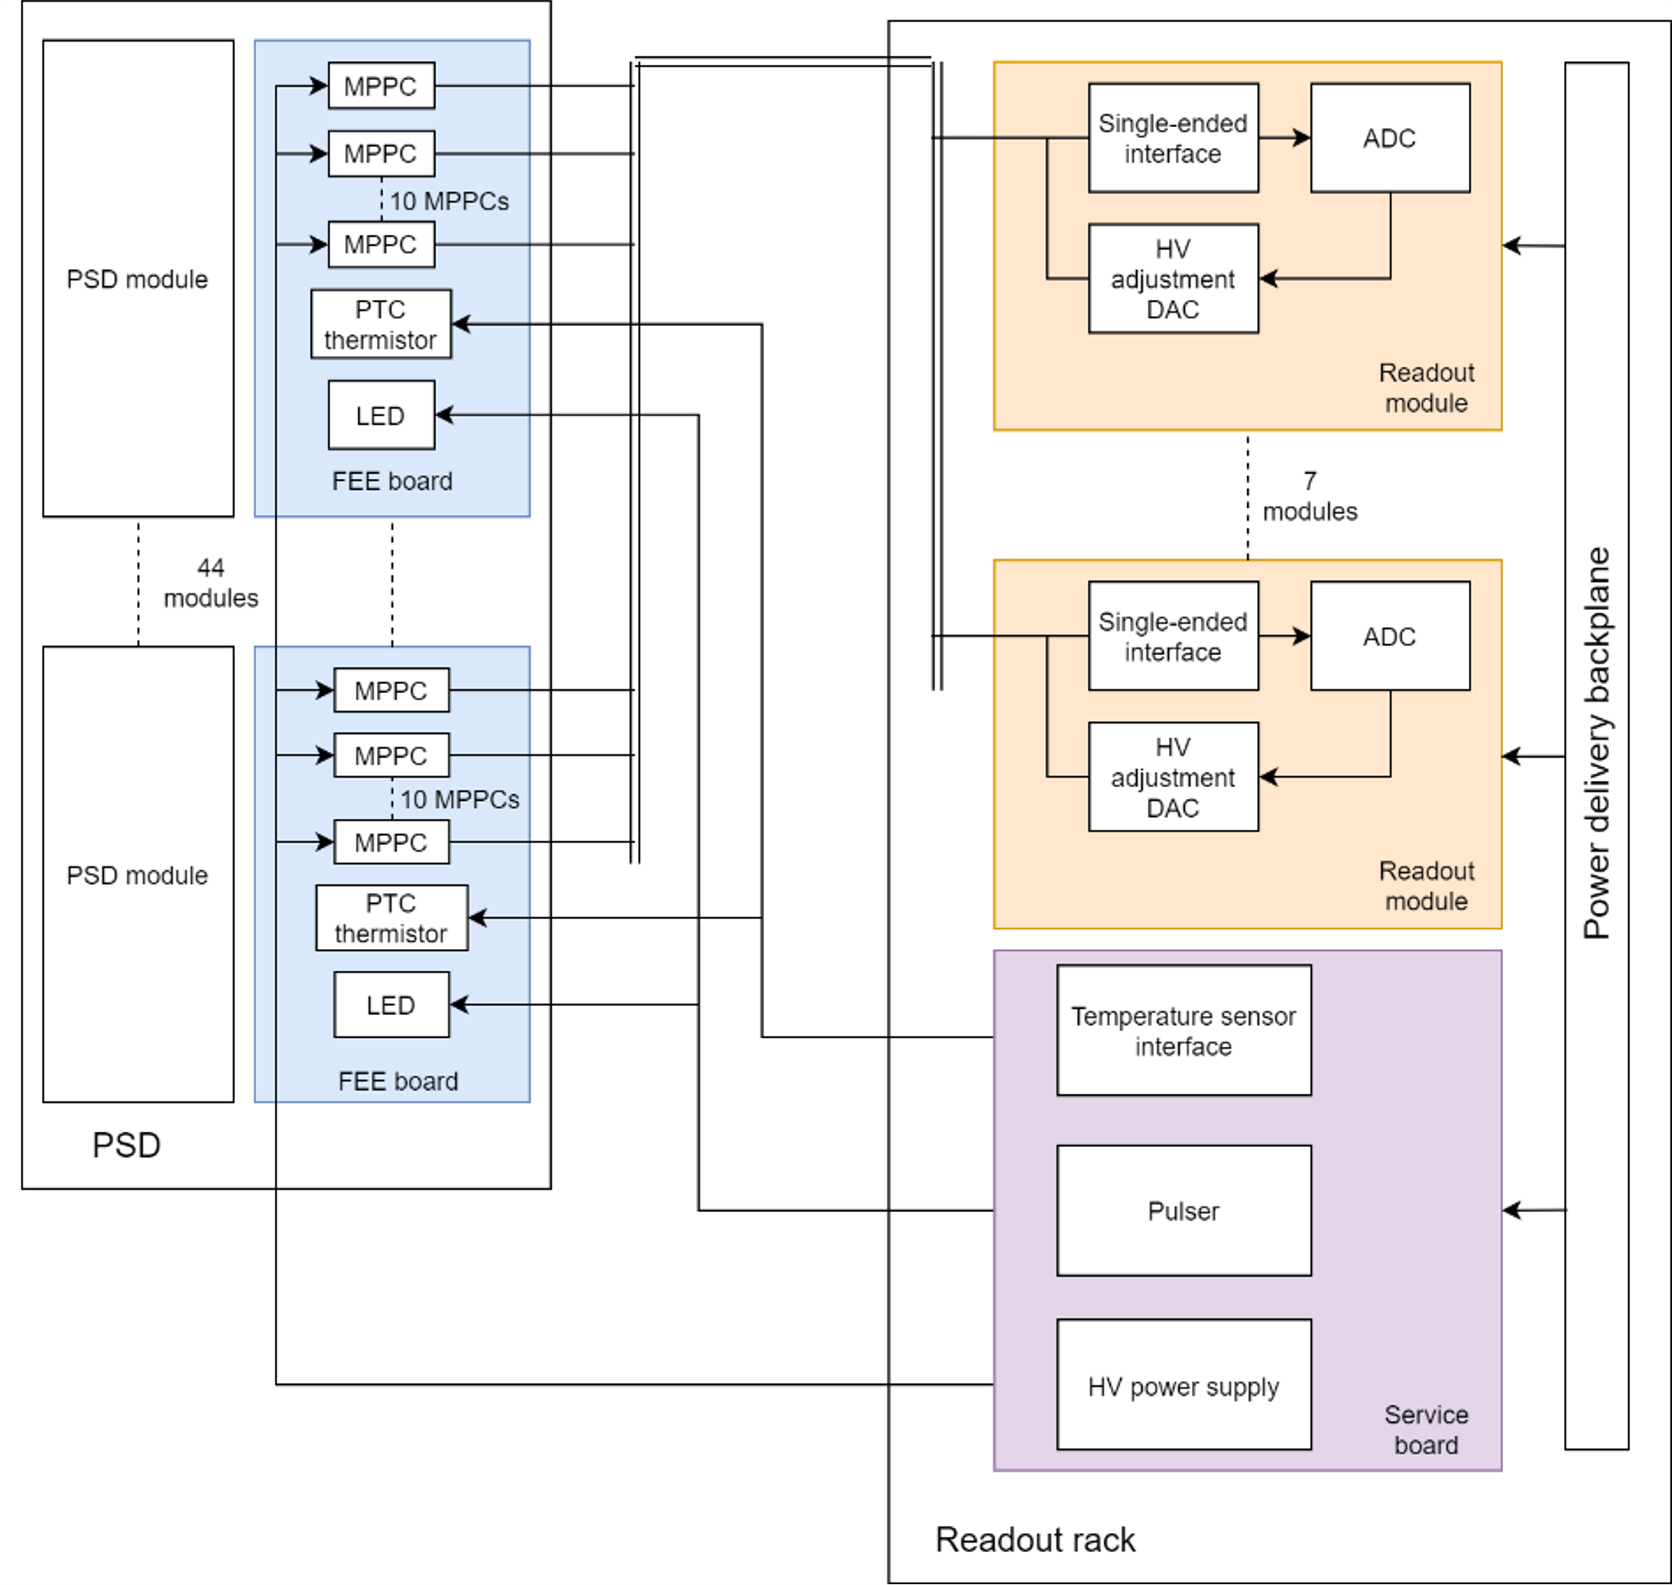 PSD module
MPPC
MPPC
10 MPPCs
MPPC
PTC
thermistor
LED
FEE board
44
modules
PSD module
MPPC
MPPC
10 MPPCs
MPPC
PTC
thermistor
LED
FEE board
PSD
Single-ended
interface
ADC
HV
adjustment
DAC
Readout
module
7
modules
Single-ended
interface
ADC
HV
adjustment
DAC
Readout
module
Temperature sensor
interface
Pulser
HV power supply
Service
board
Power delivery backplane
Readout rack